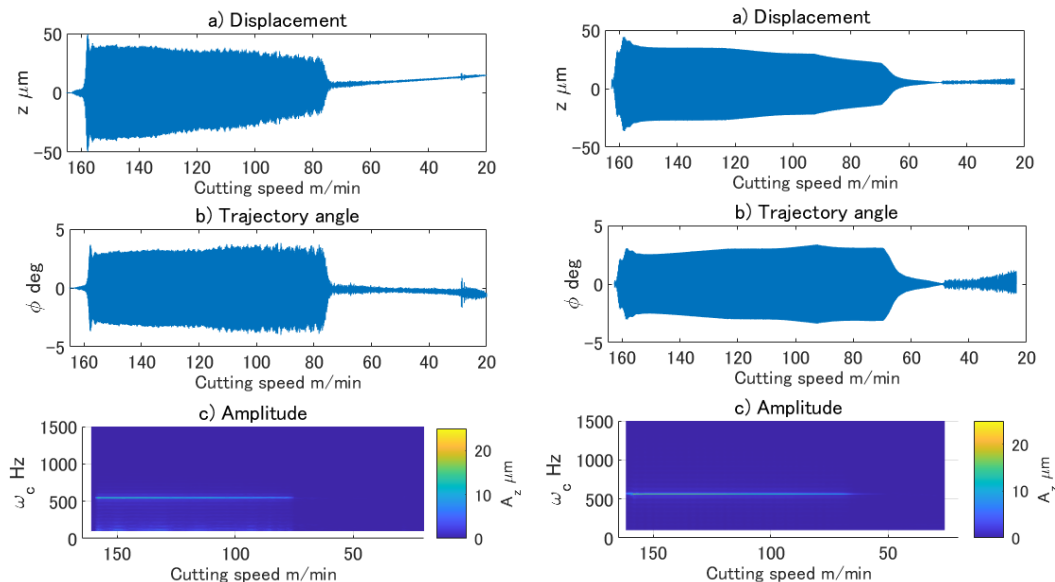 a) Displacement
50
0
-50
z μm
160 140 120 100 80 60 40 20
Cutting speed m/min
b) Trajectory angle
5
0
-5
ϕ deg
160 140 120 100 80 60 40 20
Cutting speed m/min
c) Amplitude
1500
1000
500
0
ω_c Hz
150 100 50
Cutting speed m/min
20
10
0
A_z μm
a) Displacement
50
0
-50
z μm
160 140 120 100 80 60 40 20
Cutting speed m/min
b) Trajectory angle
5
0
-5
ϕ deg
160 140 120 100 80 60 40 20
Cutting speed m/min
c) Amplitude
1500
1000
500
0
ω_c Hz
150 100 50
Cutting speed m/min
20
10
0
A_z μm